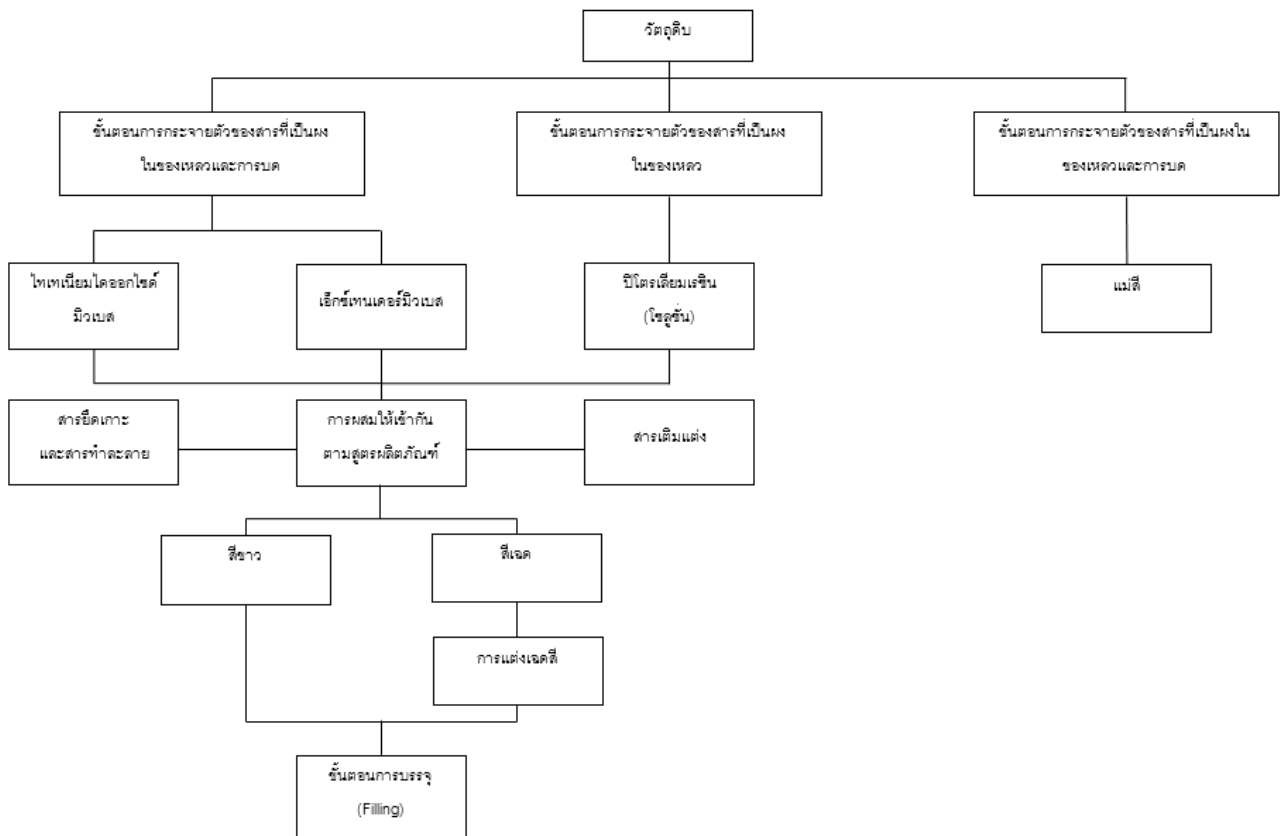 วัตถุดิบ
ขั้นตอนการกระจายตัวของสารที่เป็นผง
ในของเหลวและการบด
ขั้นตอนการกระจายตัวของสารที่เป็นผง
ในของเหลว
ขั้นตอนการกระจายตัวของสารที่เป็นผงใน
ของเหลวและการบด
ไทเทเนียมไดออกไซด์
มิวเบส
เอ็กซ์เทนเดอร์มิวเบส
ปิโตรเลียมเรซิน
(โซลูชั่น)
แม่สี
สารยึดเกาะ
และสารทำละลาย
การผสมให้เข้ากัน
ตามสูตรผลิตภัณฑ์
สารเติมแต่ง
สีขาว
สีเฉด
การแต่งเฉดสี
ขั้นตอนการบรรจุ
(Filling)